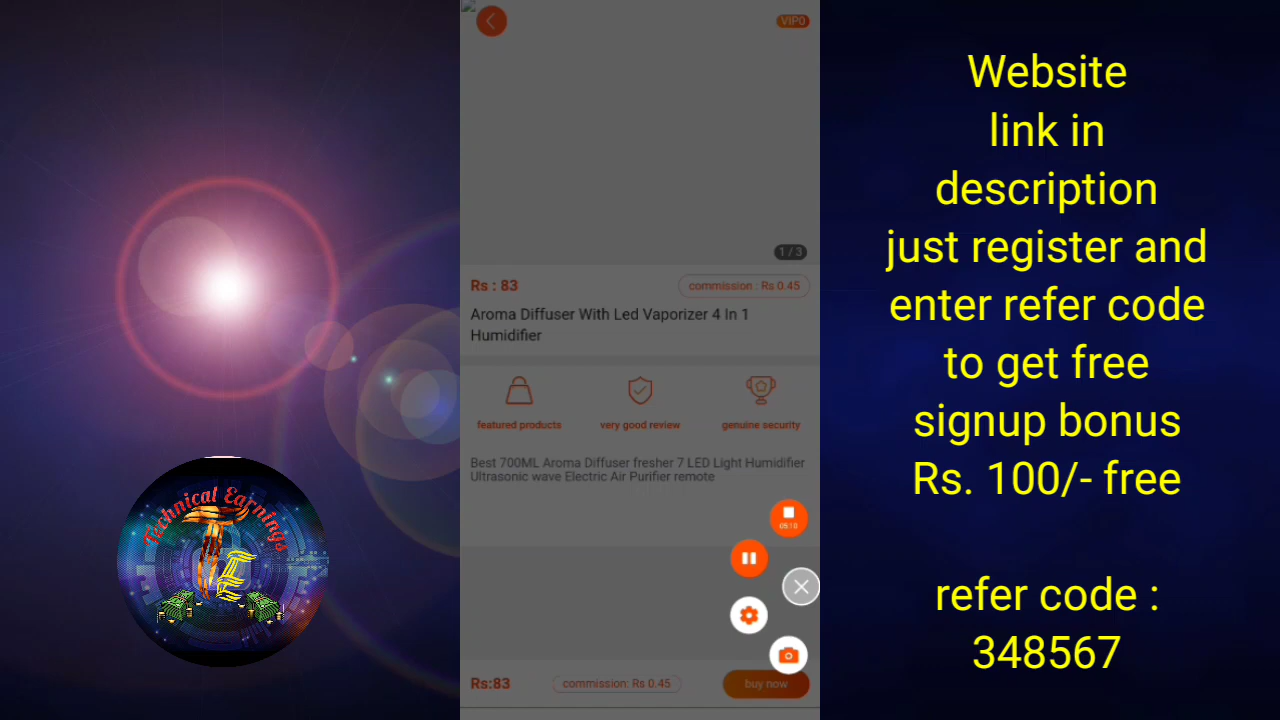 Technical Earnings
TE
VIP0
1 / 3
Rs : 83
commission : Rs 0.45
Aroma Diffuser With Led Vaporizer 4 In 1
Humidifier
featured products
very good review
genuine security
Best 700ML Aroma Diffuser fresher 7 LED Light Humidifier
Ultrasonic wave Electric Air Purifier remote
05:10
Rs:83
commission: Rs 0.45
buy now
Website
link in
description
just register and
enter refer code
to get free
signup bonus
Rs. 100/- free
refer code :
348567